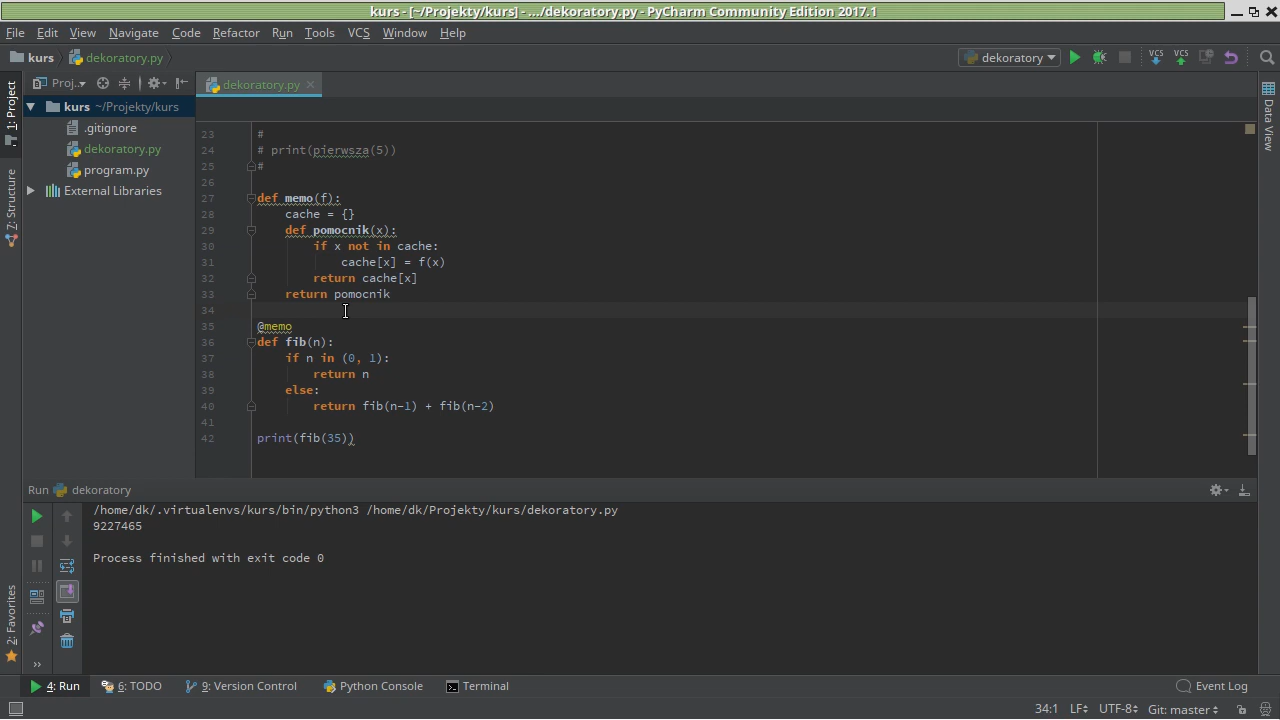 kurs - [~/Projekty/kurs] - .../dekoratory.py - PyCharm Community Edition 2017.1
File Edit View Navigate Code Refactor Run Tools VCS Window Help
kurs dekoratory.py dekoratory VCS VCS
1: Project
7: Structure
2: Favorites
Proj..
kurs ~/Projekty/kurs
.gitignore
dekoratory.py
program.py
External Libraries
dekoratory.py
23 #
24 # print(pierwsza(5))
25 #
26
27 def memo(f):
28 cache = {}
29 def pomocnik(x):
30 if x not in cache:
31 cache[x] = f(x)
32 return cache[x]
33 return pomocnik
34
35 @memo
36 def fib(n):
37 if n in (0, 1):
38 return n
39 else:
40 return fib(n-1) + fib(n-2)
41
42 print(fib(35))
Data View
Run dekoratory
/home/dk/.virtualenvs/kurs/bin/python3 /home/dk/Projekty/kurs/dekoratory.py
9227465
Process finished with exit code 0
4: Run 6: TODO 9: Version Control Python Console Terminal Event Log
34:1 LF UTF-8 Git: master